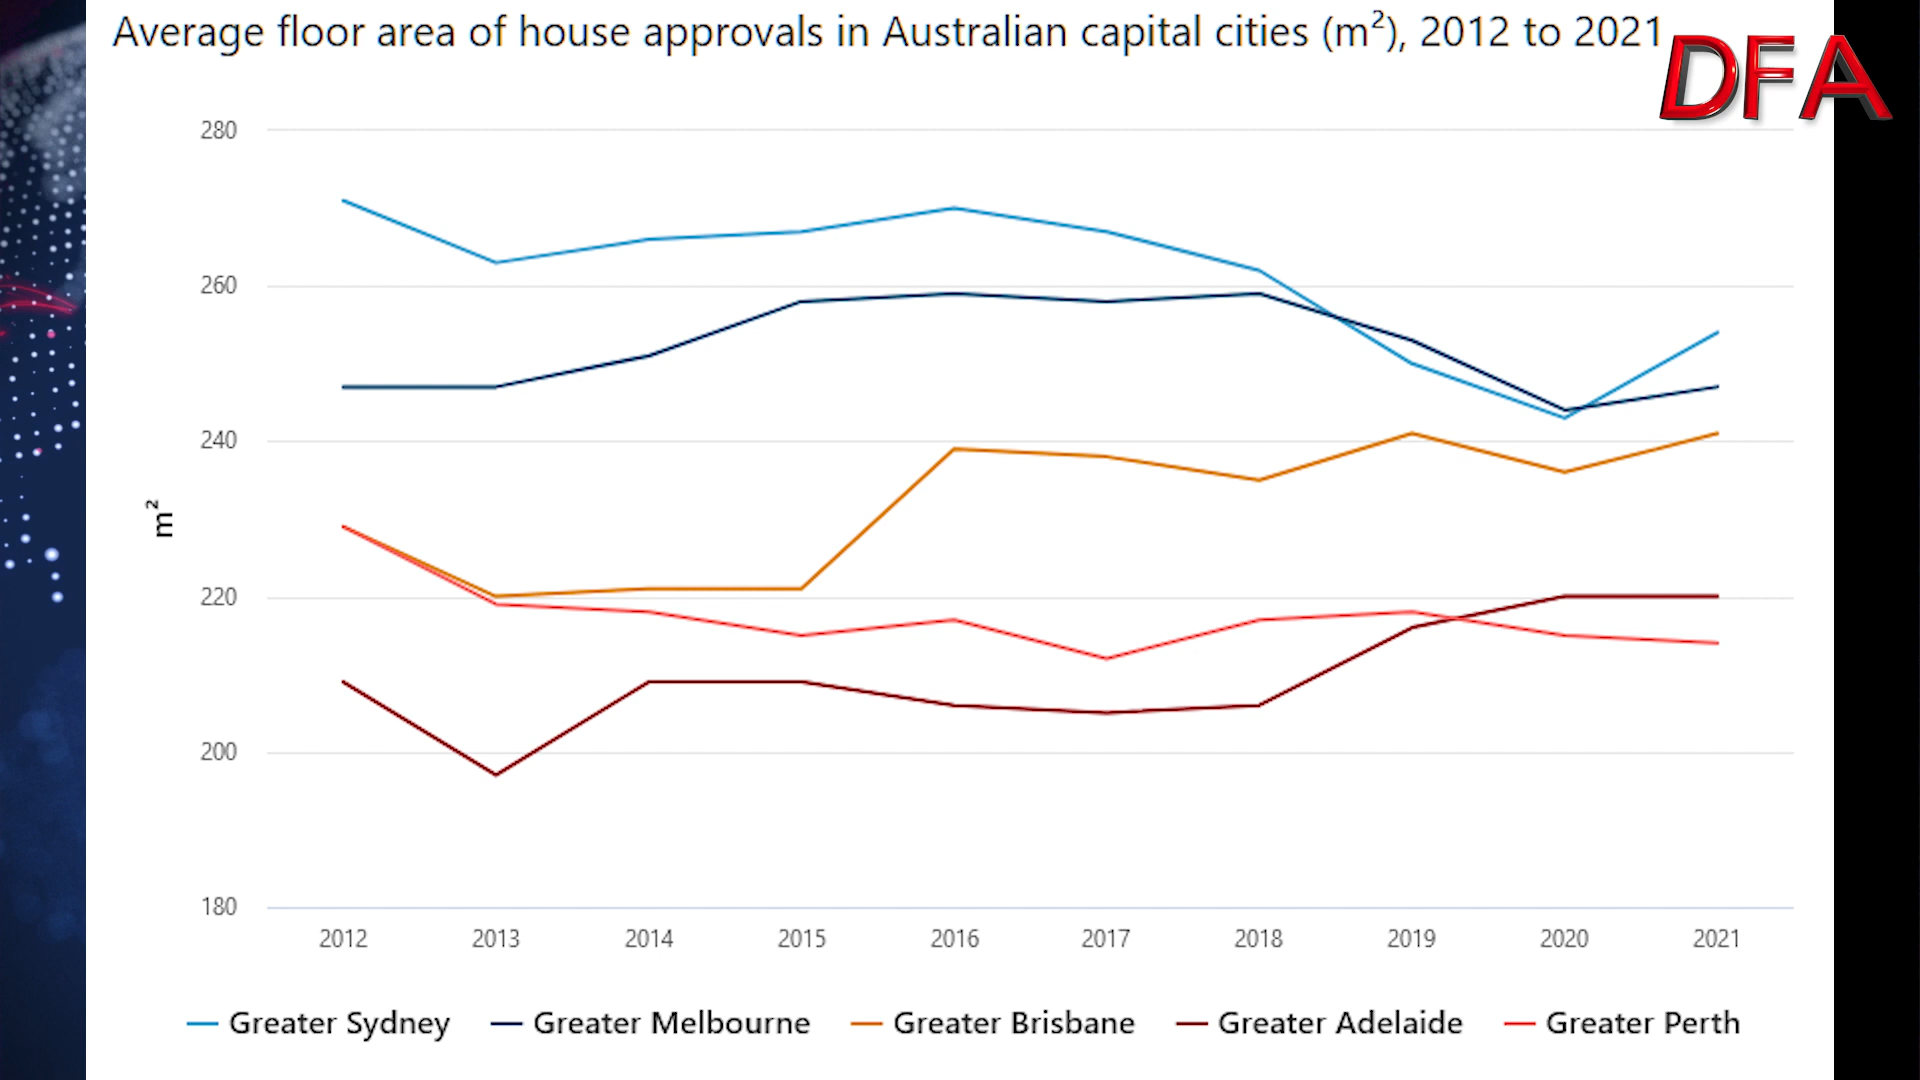 Average floor area of house approvals in Australian capital cities (m²), 2012 to 2021
DFA
280
260
240
220
200
180
m²
2012 2013 2014 2015 2016 2017 2018 2019 2020 2021
Greater Sydney Greater Melbourne Greater Brisbane Greater Adelaide Greater Perth